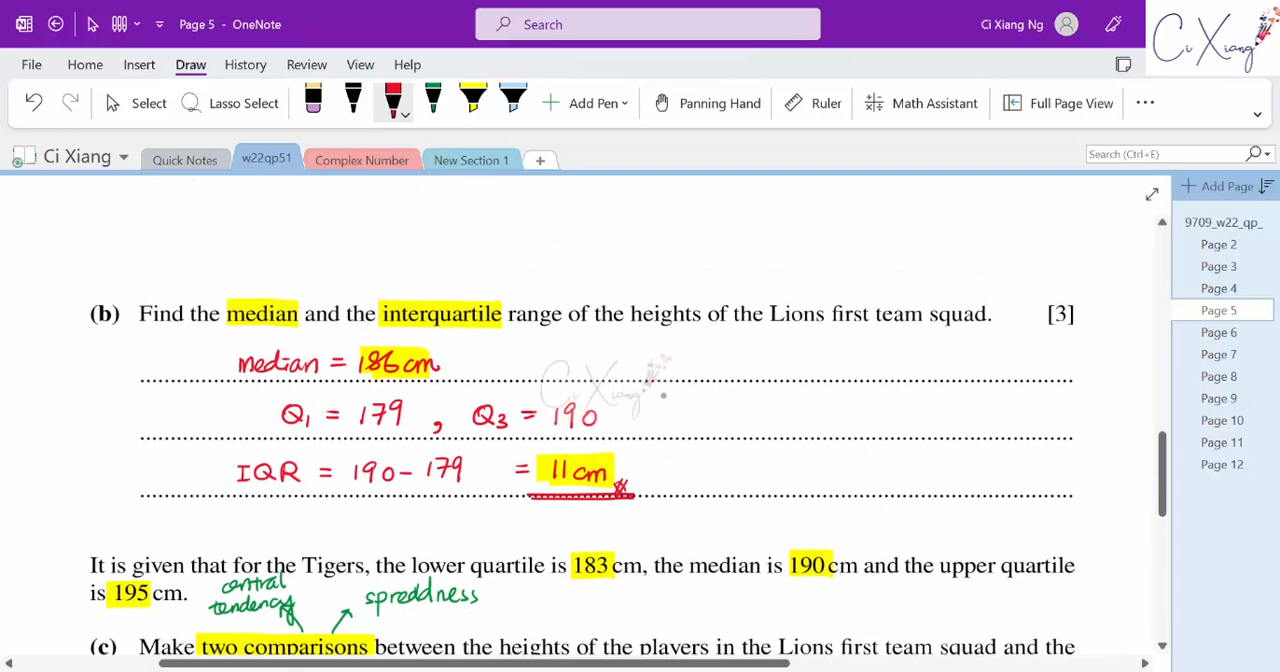 Page 5 - OneNote
Search
Ci Xiang Ng
Ci Xiang
File Home Insert Draw History Review View Help
Select Lasso Select Add Pen Panning Hand Ruler Math Assistant Full Page View
Ci Xiang Quick Notes w22qp51 Complex Number New Section 1 + Search (Ctrl+E)
Add Page
9709_w22_qp_
Page 2
Page 3
Page 4
Page 5
Page 6
Page 7
Page 8
Page 9
Page 10
Page 11
Page 12
(b) Find the median and the interquartile range of the heights of the Lions first team squad. [3]
median = 186 cm
Ci Xiang
Q1 = 179 , Q3 = 190
IQR = 190 - 179 = 11 cm
It is given that for the Tigers, the lower quartile is 183 cm, the median is 190 cm and the upper quartile
is 195 cm.
central
tendency
spreddness
(c) Make two comparisons between the heights of the players in the Lions first team squad and the